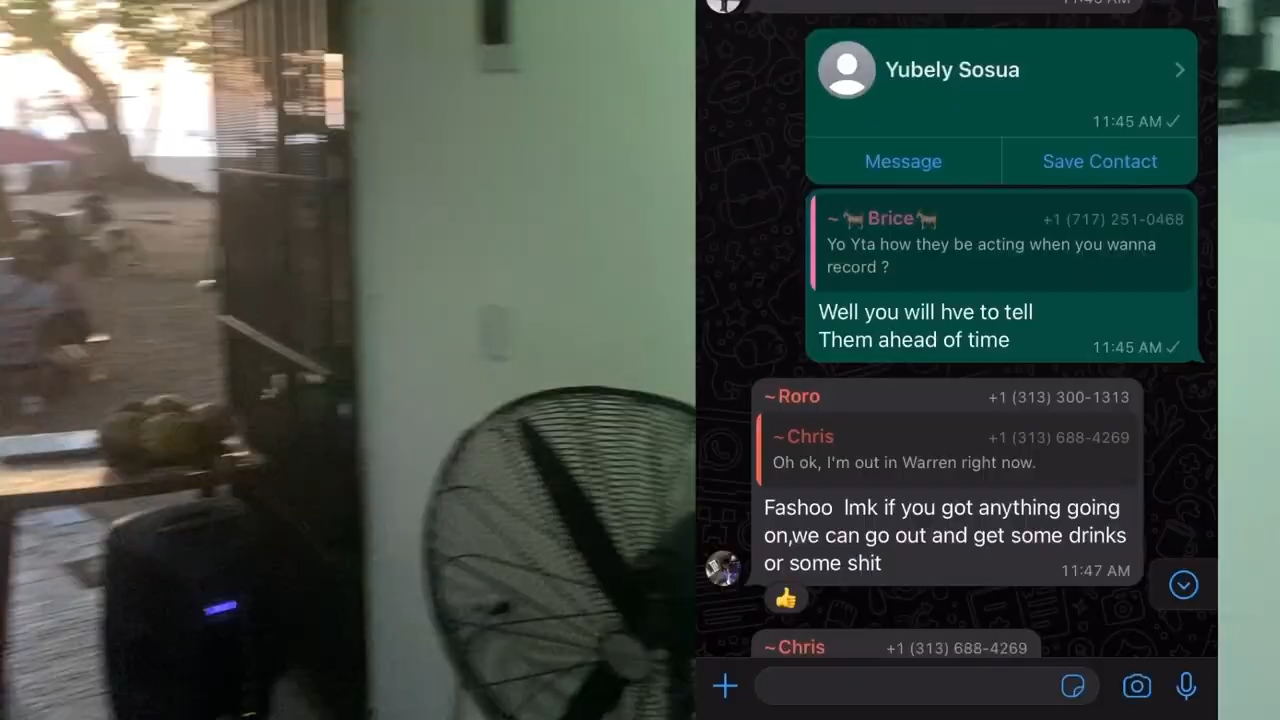 11:45 AM
Yubely Sosua
11:45 AM
Message
Save Contact
~🐐Brice🐐 +1 (717) 251-0468
Yo Yta how they be acting when you wanna
record ?
Well you will hve to tell
Them ahead of time
11:45 AM
~Roro +1 (313) 300-1313
~Chris +1 (313) 688-4269
Oh ok, I'm out in Warren right now.
Fashoo lmk if you got anything going
on,we can go out and get some drinks
or some shit
11:47 AM
👍
~Chris +1 (313) 688-4269